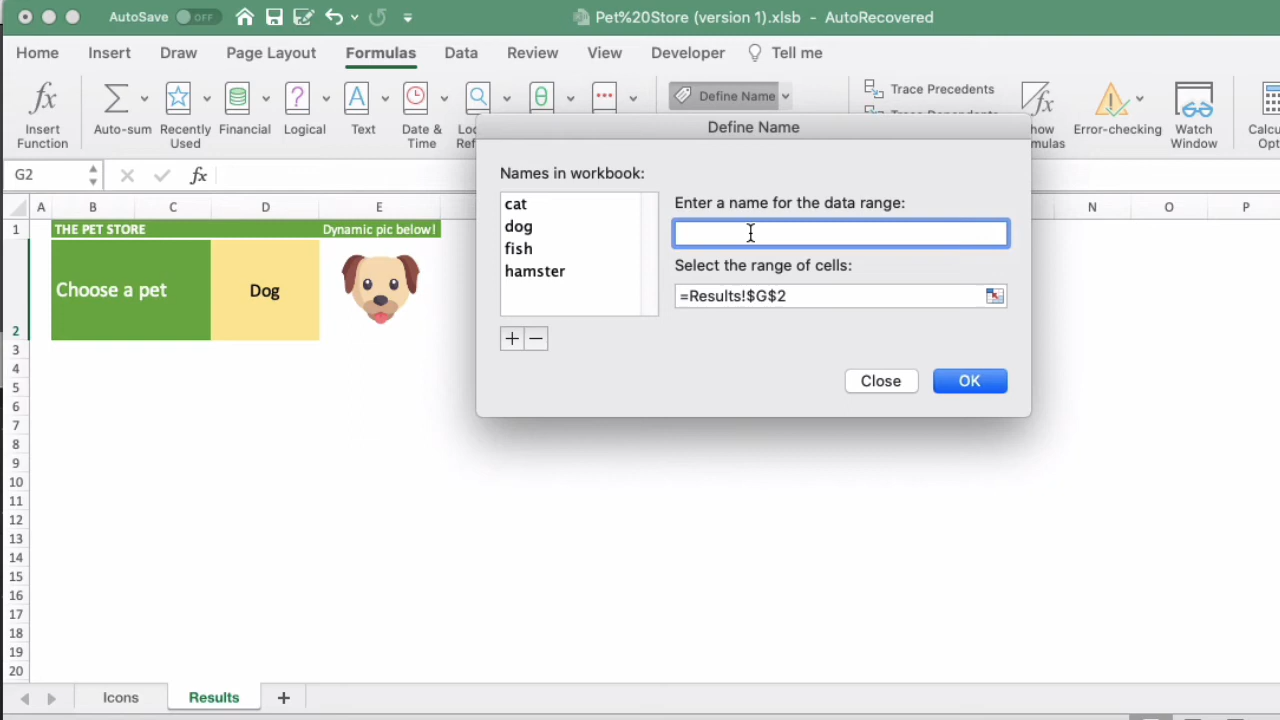 AutoSave OFF
Pet%20Store (version 1).xlsb - AutoRecovered
Home Insert Draw Page Layout Formulas Data Review View Developer Tell me
Insert Function
Auto-sum
Recently Used
Financial
Logical
Text
Date & Time
Define Name
Trace Precedents
Error-checking
Watch Window
G2
fx
Define Name
Names in workbook:
cat
dog
fish
hamster
Enter a name for the data range:
Select the range of cells:
=Results!$G$2
Close
OK
A B C D E N O P
1
THE PET STORE
Dynamic pic below!
2
Choose a pet
Dog
3
4
5
6
7
8
9
10
11
12
13
14
15
16
17
18
19
20
Icons
Results